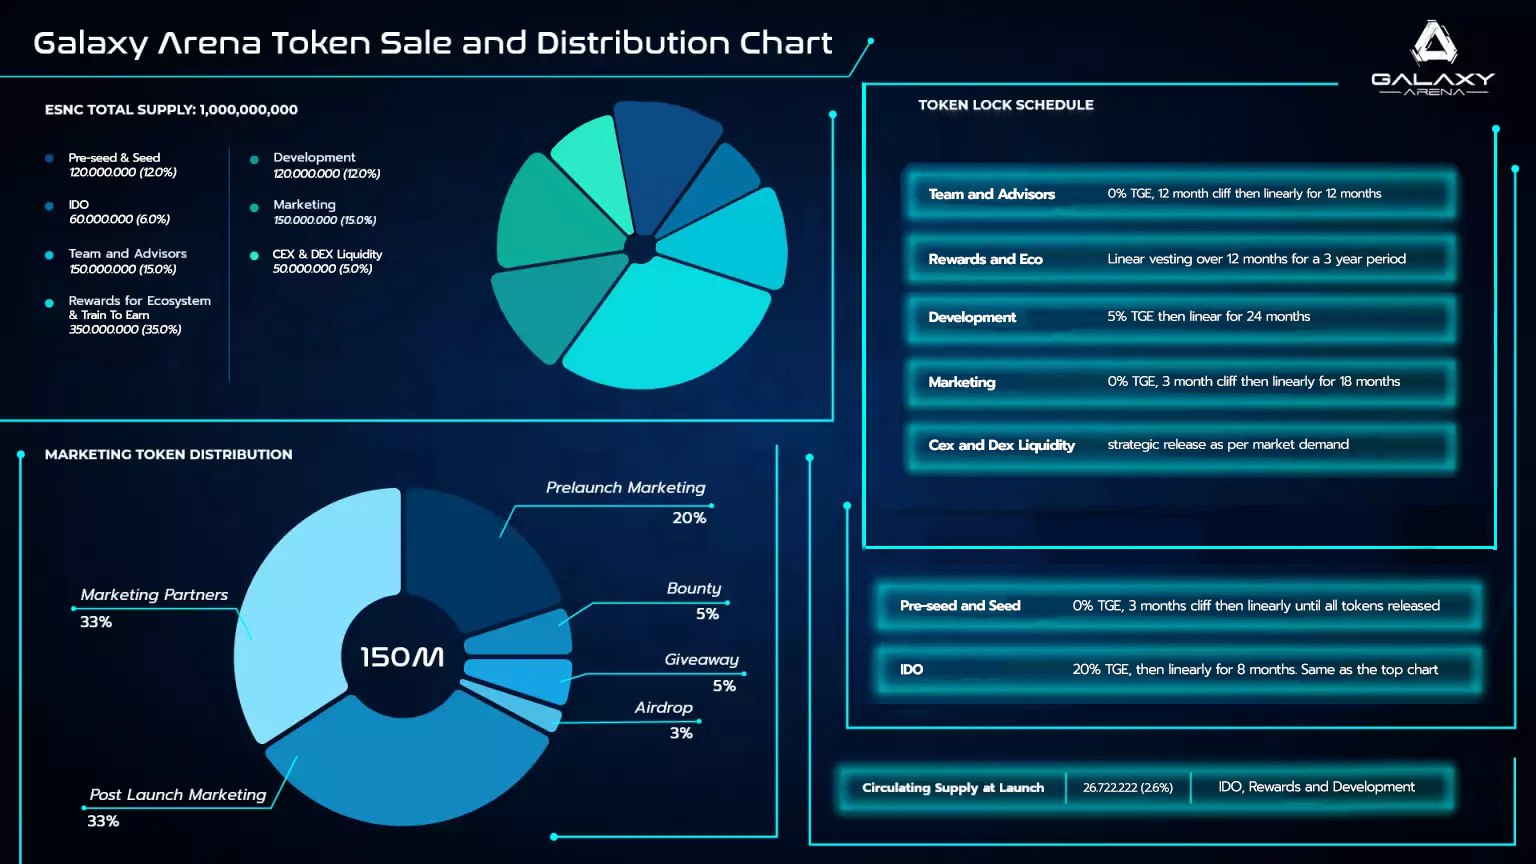 Galaxy Arena Token Sale and Distribution Chart
GALAXY
ARENA
ESNC TOTAL SUPPLY: 1,000,000,000
Pre-seed & Seed
120.000.000 (12.0%)
IDO
60.000.000 (6.0%)
Team and Advisors
150.000.000 (15.0%)
Rewards for Ecosystem
& Train To Earn
350.000.000 (35.0%)
Development
120.000.000 (12.0%)
Marketing
150.000.000 (15.0%)
CEX & DEX Liquidity
50.000.000 (5.0%)
TOKEN LOCK SCHEDULE
Team and Advisors 0% TGE, 12 month cliff then linearly for 12 months
Rewards and Eco Linear vesting over 12 months for a 3 year period
Development 5% TGE then linear for 24 months
Marketing 0% TGE, 3 month cliff then linearly for 18 months
Cex and Dex Liquidity strategic release as per market demand
Pre-seed and Seed 0% TGE, 3 months cliff then linearly until all tokens released
IDO 20% TGE, then linearly for 8 months. Same as the top chart
Circulating Supply at Launch 26.722.222 (2.6%) IDO, Rewards and Development
MARKETING TOKEN DISTRIBUTION
Prelaunch Marketing
20%
Bounty
5%
Giveaway
5%
Airdrop
3%
Marketing Partners
33%
150M
Post Launch Marketing
33%